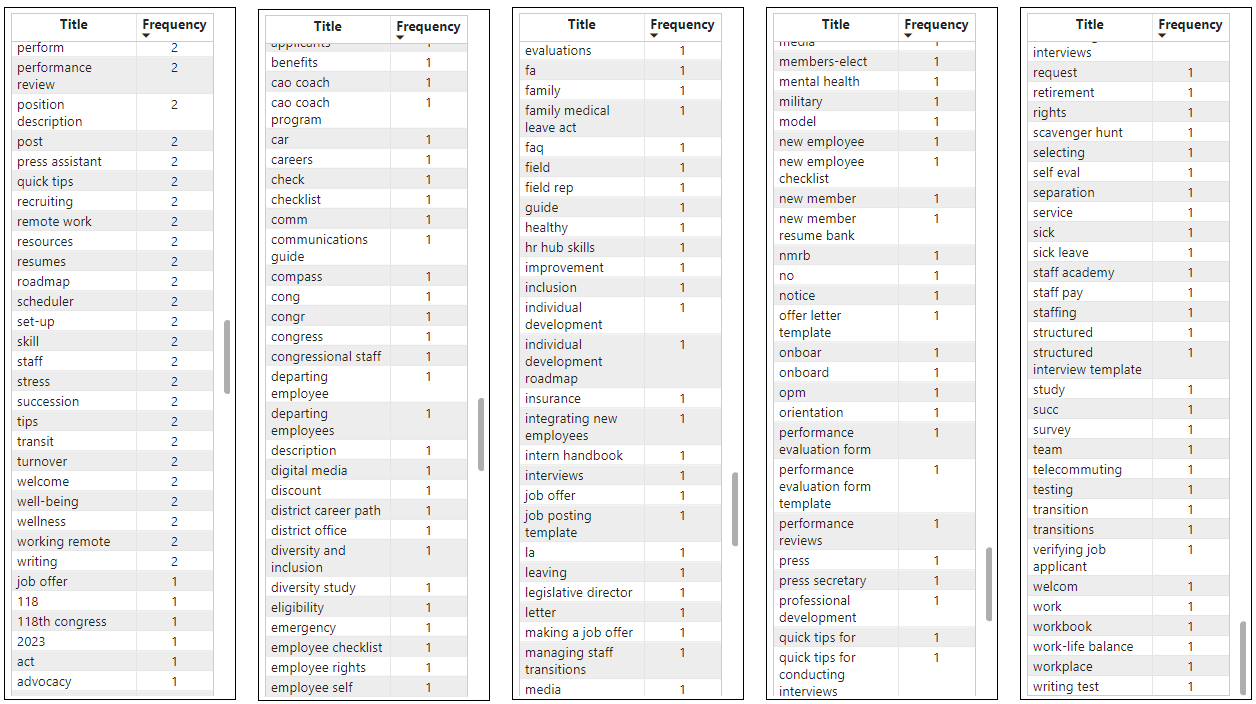 Title Frequency
perform 2
performance 2
review
position 2
description
post 2
press assistant 2
quick tips 2
recruiting 2
remote work 2
resources 2
resumes 2
roadmap 2
scheduler 2
set-up 2
skill 2
staff 2
stress 2
succession 2
tips 2
transit 2
turnover 2
welcome 2
well-being 2
wellness 2
working remote 2
writing 2
job offer 1
118 1
118th congress 1
2023 1
act 1
advocacy 1
Title Frequency
applicants 1
benefits 1
cao coach 1
cao coach 1
program
car 1
careers 1
check 1
checklist 1
comm 1
communications 1
guide
compass 1
cong 1
congr 1
congress 1
congressional staff 1
departing 1
employee
departing 1
employees
description 1
digital media 1
discount 1
district career path 1
district office 1
diversity and 1
inclusion
diversity study 1
eligibility 1
emergency 1
employee checklist 1
employee rights 1
employee self 1
Title Frequency
evaluations 1
fa 1
family 1
family medical 1
leave act
faq 1
field 1
field rep 1
guide 1
healthy 1
hr hub skills 1
improvement 1
inclusion 1
individual 1
development
individual 1
development
roadmap
insurance 1
integrating new 1
employees
intern handbook 1
interviews 1
job offer 1
job posting 1
template
la 1
leaving 1
legislative director 1
letter 1
making a job offer 1
managing staff 1
transitions
media 1
Title Frequency
media 1
members-elect 1
mental health 1
military 1
model 1
new employee 1
new employee 1
checklist
new member 1
new member 1
resume bank
nmrb 1
no 1
notice 1
offer letter 1
template
onboar 1
onboard 1
opm 1
orientation 1
performance 1
evaluation form
performance 1
evaluation form
template
performance 1
reviews
press 1
press secretary 1
professional 1
development
quick tips for 1
quick tips for 1
conducting
interviews
Title Frequency
interviews
request 1
retirement 1
rights 1
scavenger hunt 1
selecting 1
self eval 1
separation 1
service 1
sick 1
sick leave 1
staff academy 1
staff pay 1
staffing 1
structured 1
structured 1
interview template
study 1
succ 1
survey 1
team 1
telecommuting 1
testing 1
transition 1
transitions 1
verifying job 1
applicant
welcom 1
work 1
workbook 1
work-life balance 1
workplace 1
writing test 1